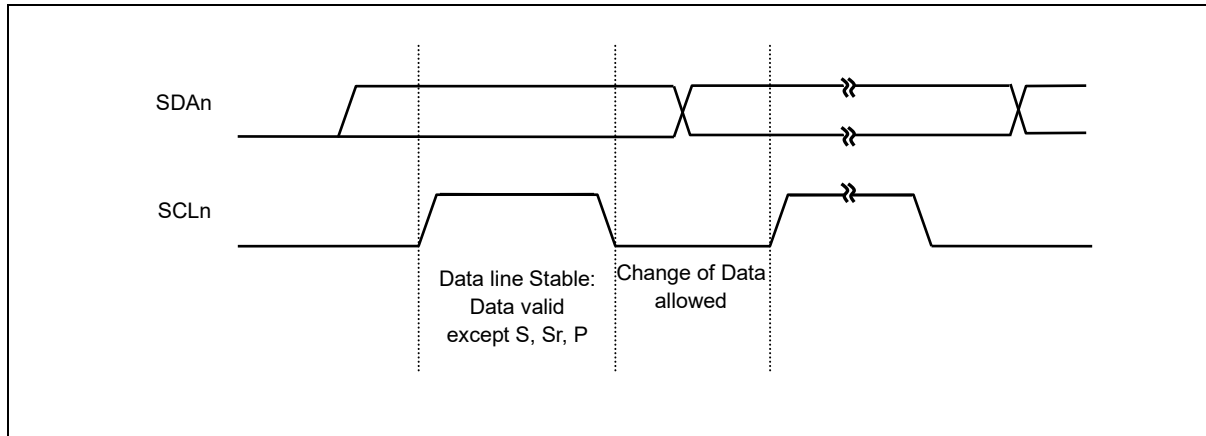 SDAn
SCLn
Data line Stable:
Data valid
except S, Sr, P
Change of Data
allowed